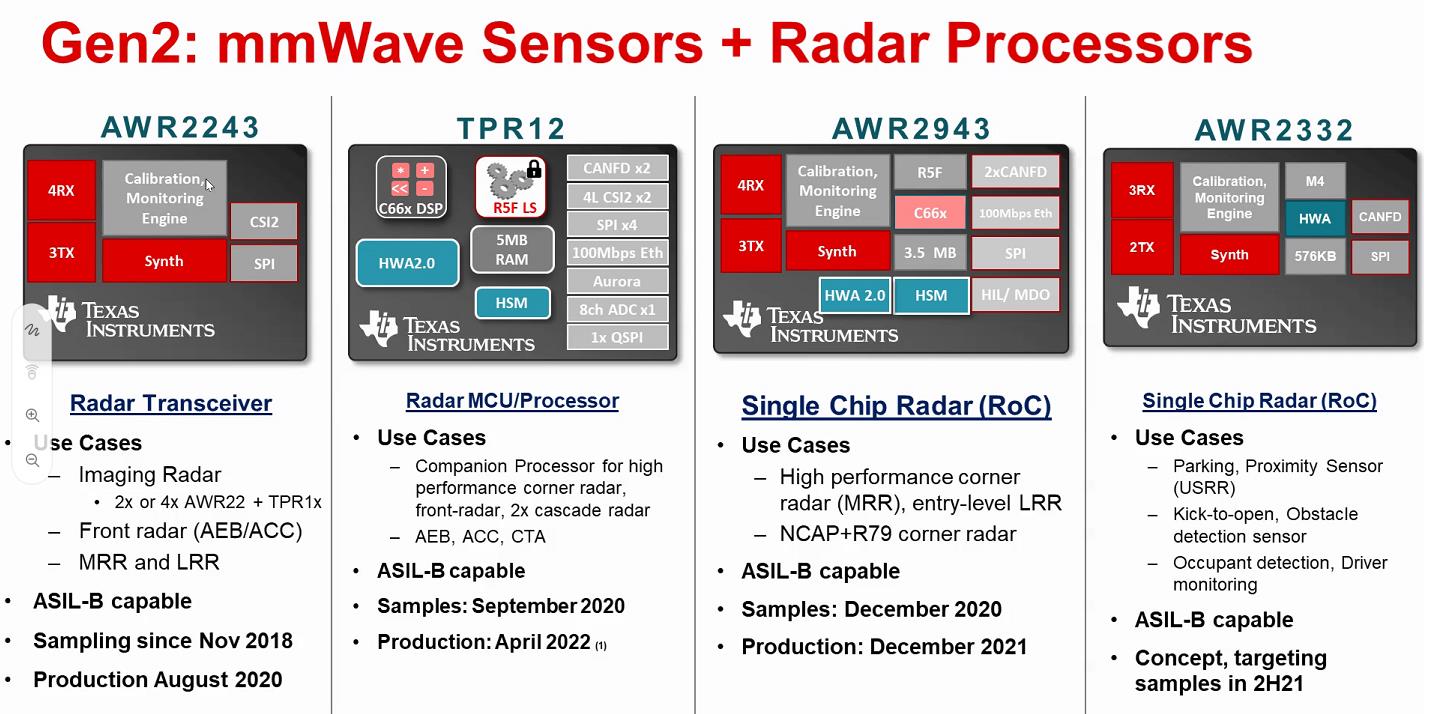 Gen2: mmWave Sensors + Radar Processors
AWR2243
4RX
3TX
Calibration,
Monitoring
Engine
Synth
CSI2
SPI
TEXAS
INSTRUMENTS
Radar Transceiver
• Use Cases
– Imaging Radar
• 2x or 4x AWR22 + TPR1x
– Front radar (AEB/ACC)
– MRR and LRR
• ASIL-B capable
• Sampling since Nov 2018
• Production August 2020
TPR12
* +
<< -
C66x DSP
R5F LS
HWA2.0
5MB
RAM
HSM
CANFD x2
4L CSI2 x2
SPI x4
100Mbps Eth
Aurora
8ch ADC x1
1x QSPI
TEXAS
INSTRUMENTS
Radar MCU/Processor
• Use Cases
– Companion Processor for high
performance corner radar,
front-radar, 2x cascade radar
– AEB, ACC, CTA
• ASIL-B capable
• Samples: September 2020
• Production: April 2022 (1)
AWR2943
4RX
3TX
Calibration,
Monitoring
Engine
Synth
R5F
C66x
3.5 MB
HWA 2.0
HSM
2xCANFD
100Mbps Eth
SPI
HIL/ MDO
TEXAS
INSTRUMENTS
Single Chip Radar (RoC)
• Use Cases
– High performance corner
radar (MRR), entry-level LRR
– NCAP+R79 corner radar
• ASIL-B capable
• Samples: December 2020
• Production: December 2021
AWR2332
3RX
2TX
Calibration,
Monitoring
Engine
Synth
M4
HWA
576KB
CANFD
SPI
TEXAS
INSTRUMENTS
Single Chip Radar (RoC)
• Use Cases
– Parking, Proximity Sensor
(USRR)
– Kick-to-open, Obstacle
detection sensor
– Occupant detection, Driver
monitoring
• ASIL-B capable
• Concept, targeting
samples in 2H21